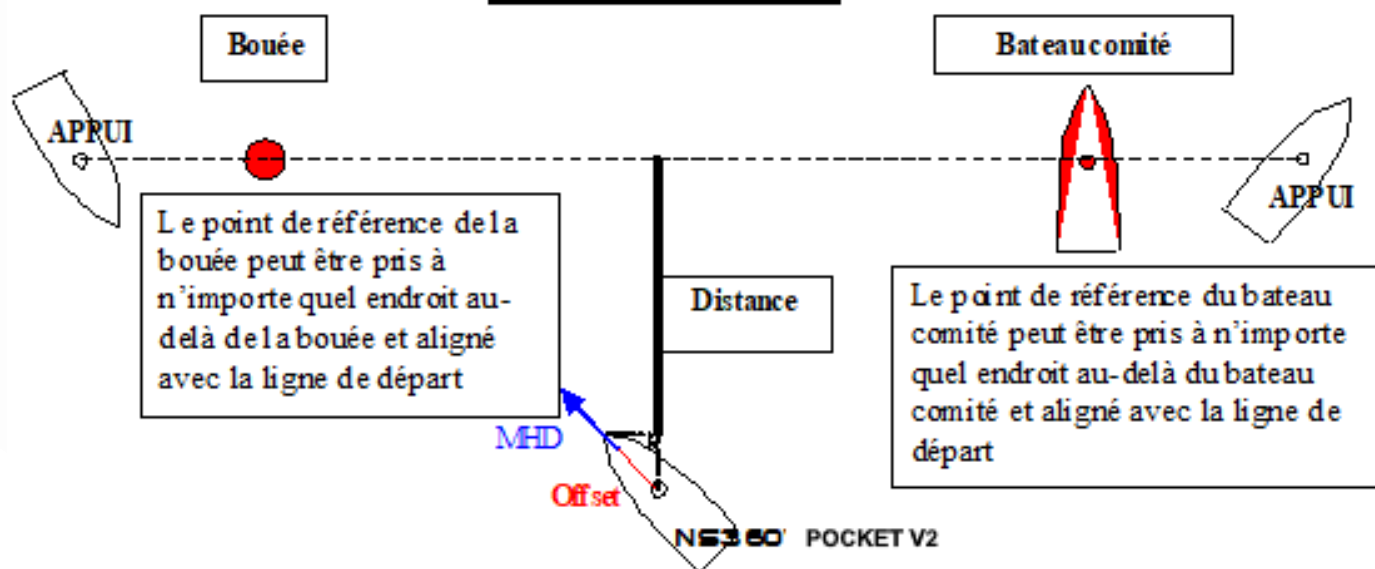 Bouée
Bateau comité
APPUI
APPUI
Le point de référence de la
bouée peut être pris à
n'importe quel endroit au-
delà de la bouée et aligné
avec la ligne de départ
Distance
Le point de référence du bateau
comité peut être pris à n'importe
quel endroit au-delà du bateau
comité et aligné avec la ligne de
départ
MHD
Offset
NS360 POCKET V2